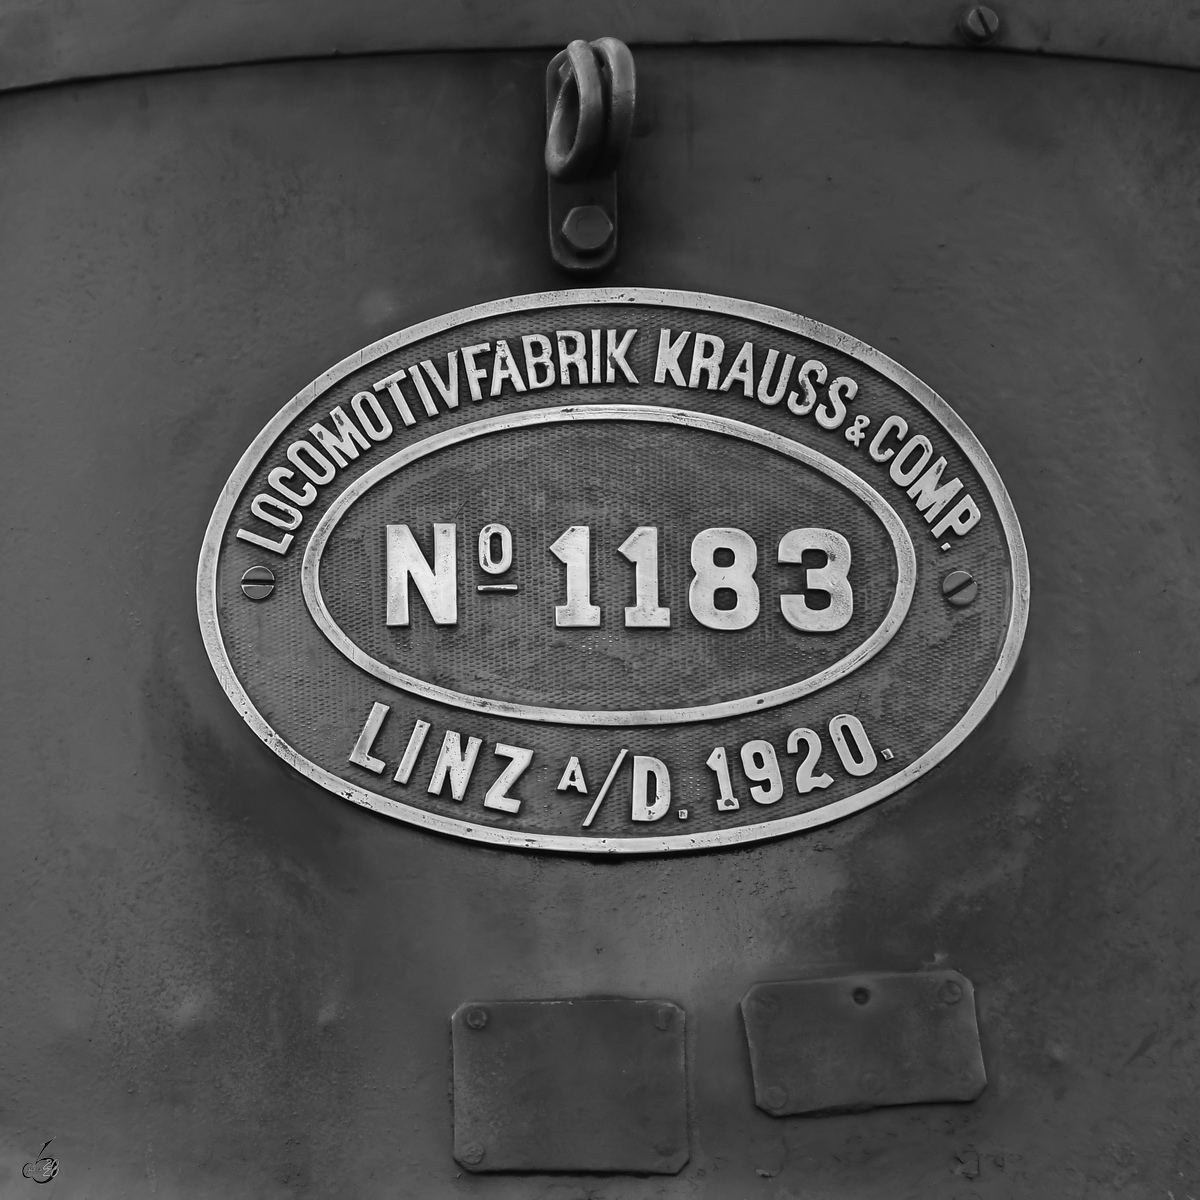 LOCOMOTIVFABRIK KRAUSS & COMP.
Nº 1183
LINZ A/D. 1920.